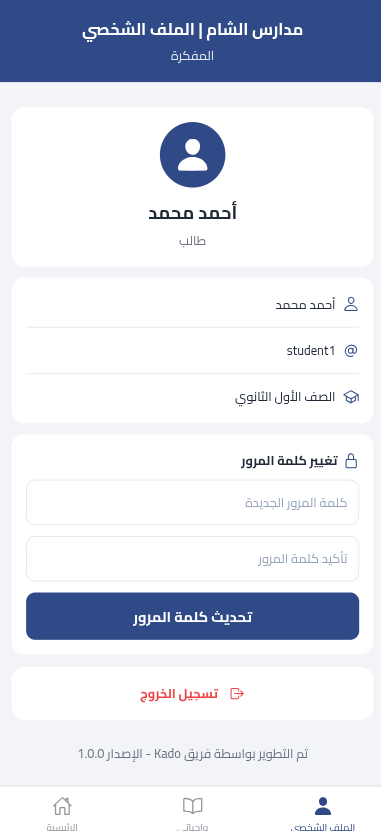 مدارس الشام | الملف الشخصي
المفكرة
أحمد محمد
طالب
أحمد محمد
student1
الصف الأول الثانوي
تغيير كلمة المرور
كلمة المرور الجديدة
تأكيد كلمة المرور
تحديث كلمة المرور
تسجيل الخروج
تم التطوير بواسطة فريق Kado - الإصدار 1.0.0
الملف الشخصي
واجباتي
الرئيسية